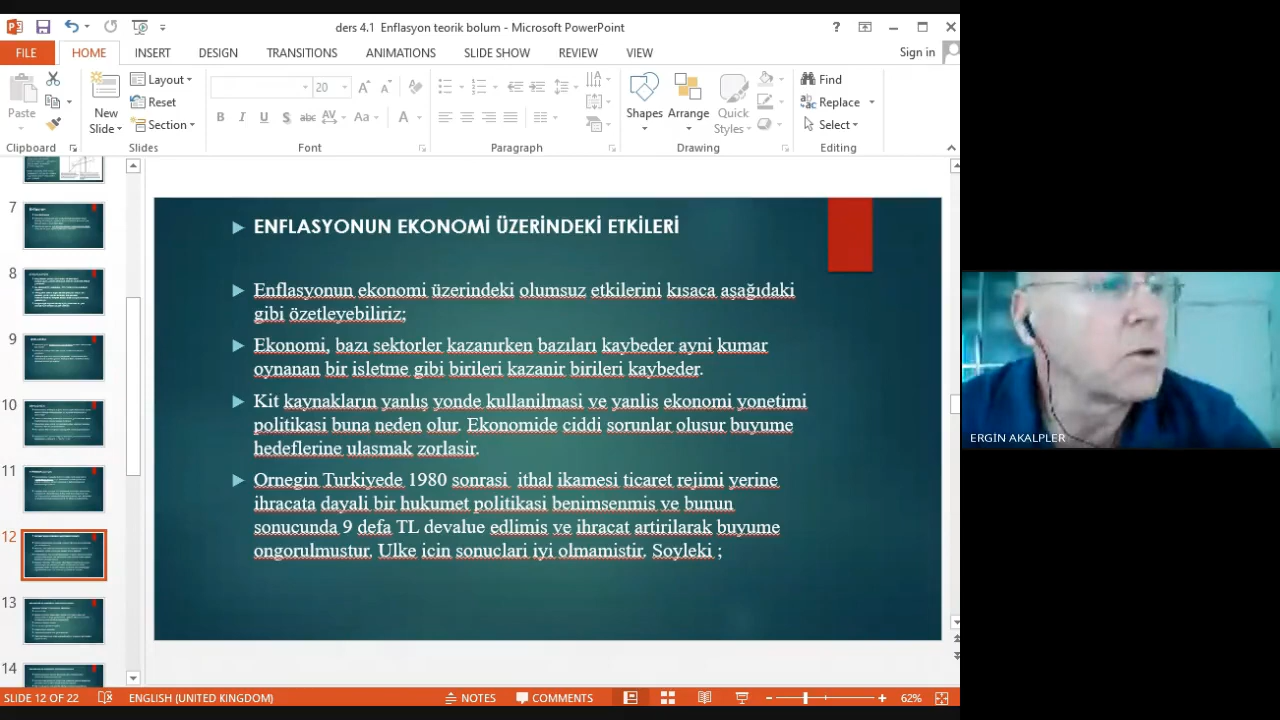 ders 4.1 Enflasyon teorik bolum - Microsoft PowerPoint
FILE HOME INSERT DESIGN TRANSITIONS ANIMATIONS SLIDE SHOW REVIEW VIEW Sign in
Paste
New Slide
Layout
Reset
Section
20
B I U S abc AV Aa A
Shapes
Arrange
Quick Styles
Find
Replace
Select
Clipboard Slides Font Paragraph Drawing Editing
7
8
9
10
11
12
13
14
ENFLASYONUN EKONOMİ ÜZERİNDEKİ ETKİLERİ
Enflasyonun ekonomi üzerindeki olumsuz etkilerini kısaca aşağıdaki
gibi özetleyebiliriz;
Ekonomi, bazı sektorler kazanırken bazıları kaybeder ayni kumar
oynanan bir isletme gibi birileri kazanir birileri kaybeder.
Kit kaynakların yanlış yonde kullanilmasi ve yanlis ekonomi yonetimi
politikasi buna neden olur. Ekonomide ciddi sorunlar olusur buyume
hedeflerine ulasmak zorlasir.
Ornegin Turkiyede 1980 sonrasi ithal ikamesi ticaret rejimi yerine
ihracata dayali bir hukumet politikasi benimsenmis ve bunun
sonucunda 9 defa TL devalue edlimis ve ihracat artirilarak buyume
ongorulmustur. Ulke icin sonuclari iyi olmamistir. Soyleki ;
ERGİN AKALPLER
SLIDE 12 OF 22 ENGLISH (UNITED KINGDOM) NOTES COMMENTS 62%